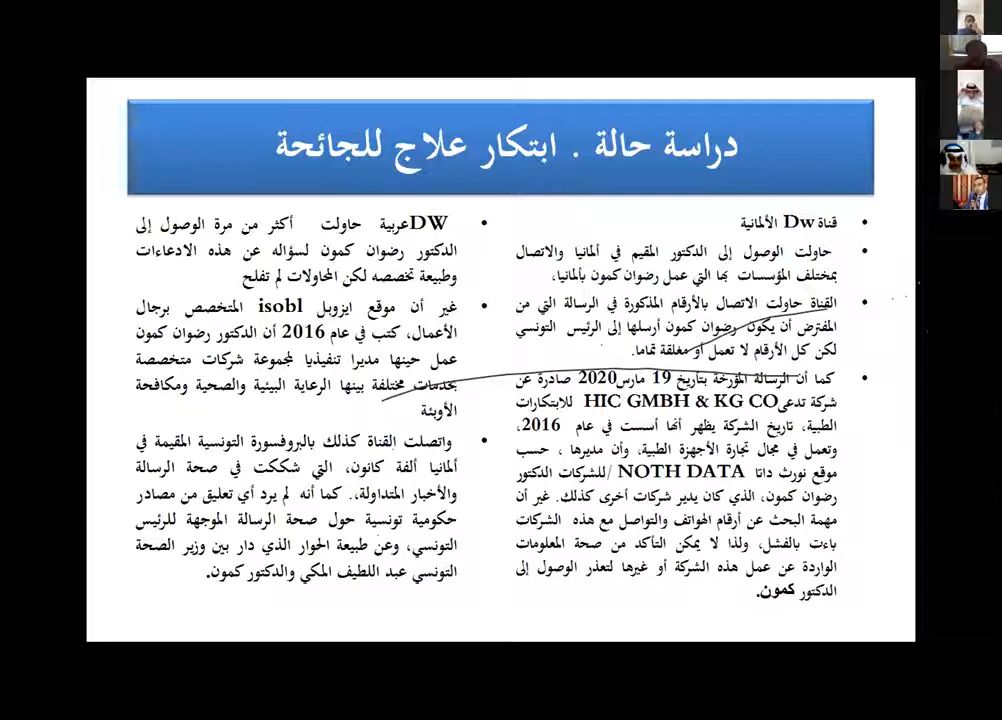 دراسة حالة . ابتكار علاج للجائحة
• قناة Dw الألمانية
• حاولت الوصول إلى الدكتور المقيم في ألمانيا والاتصال
بمختلف المؤسسات بها التي عمل رضوان كمون بألمانيا،
• القناة حاولت الاتصال بالأرقام المذكورة في الرسالة التي من
المفترض أن يكون رضوان كمون أرسلها إلى الرئيس التونسي
لكن كل الأرقام لا تعمل أو مغلقة تماما.
• كما أن الرسالة المؤرخة بتاريخ 19 مارس2020 صادرة عن
شركة تدعىHIC GMBH & KG CO للابتكارات
الطبية، تاريخ الشركة يظهر أنها أسست في عام 2016،
وتعمل في مجال تجارة الأجهزة الطبية، وأن مديرها ، حسب
موقع نورث داتا NOTH DATA /للشركات الدكتور
رضوان كمون، الذي كان يدير شركات أخرى كذلك. غير أن
مهمة البحث عن أرقام الهواتف والتواصل مع هذه الشركات
باءت بالفشل، ولذا لا يمكن التأكد من صحة المعلومات
الواردة عن عمل هذه الشركة أو غيرها لتعذر الوصول إلى
الدكتور كمون.
• DWعربية حاولت أكثر من مرة الوصول إلى
الدكتور رضوان كمون لسؤاله عن هذه الادعاءات
وطبيعة تخصصه لكن المحاولات لم تفلح
• غير أن موقع ايزوبل isobl المتخصص برجال
الأعمال، كتب في عام 2016 أن الدكتور رضوان كمون
عمل حينها مديرا تنفيذيا لمجموعة شركات متخصصة
بخدمات مختلفة بينها الرعاية البيئية والصحية ومكافحة
الأوبئة
• واتصلت القناة كذلك بالبروفسورة التونسية المقيمة في
ألمانيا ألفة كانون، التي شككت في صحة الرسالة
والأخبار المتداولة،. كما أنه لم يرد أي تعليق من مصادر
حكومية تونسية حول صحة الرسالة الموجهة للرئيس
التونسي، وعن طبيعة الحوار الذي دار بين وزير الصحة
التونسي عبد اللطيف المكي والدكتور كمون.